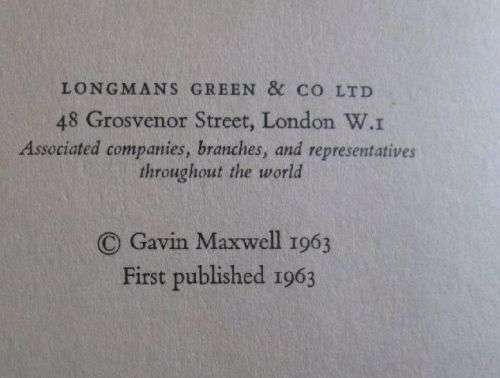 LONGMANS GREEN & CO LTD
48 Grosvenor Street, London W.1
Associated companies, branches, and representatives
throughout the world
© Gavin Maxwell 1963
First published 1963